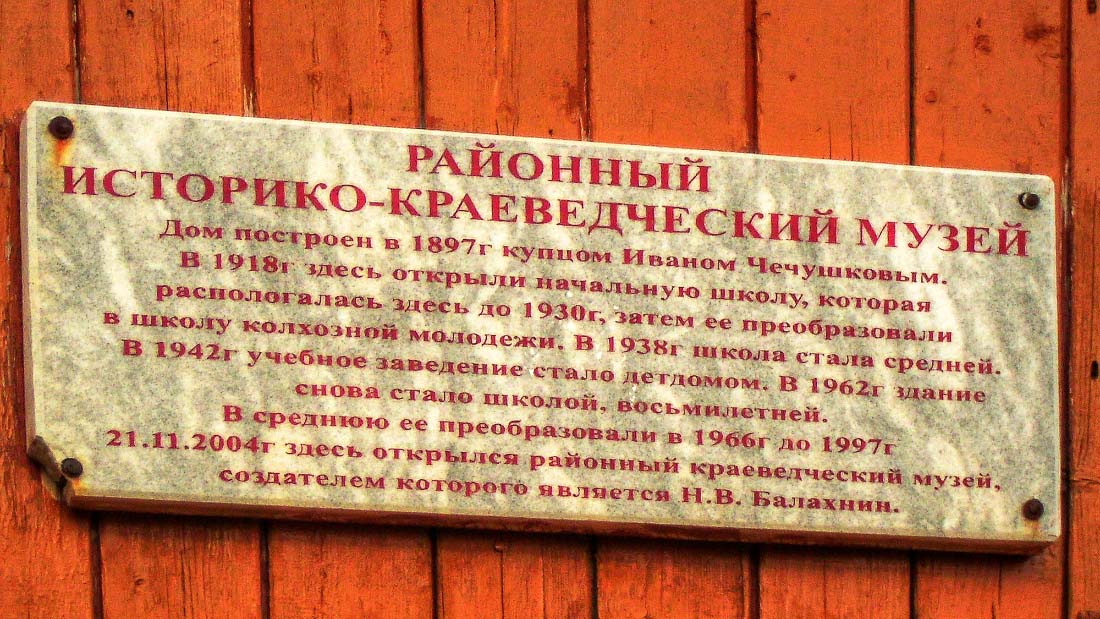 РАЙОННЫЙ
ИСТОРИКО-КРАЕВЕДЧЕСКИЙ МУЗЕЙ
Дом построен в 1897г купцом Иваном Чечушковым.
В 1918г здесь открыли начальную школу, которая
распологалась здесь до 1930г, затем ее преобразовали
в школу колхозной молодежи. В 1938г школа стала средней.
В 1942г учебное заведение стало детдомом. В 1962г здание
снова стало школой, восьмилетней.
В среднюю ее преобразовали в 1966г до 1997г
21.11.2004г здесь открылся районный краеведческий музей,
создателем которого является Н.В. Балахнин.